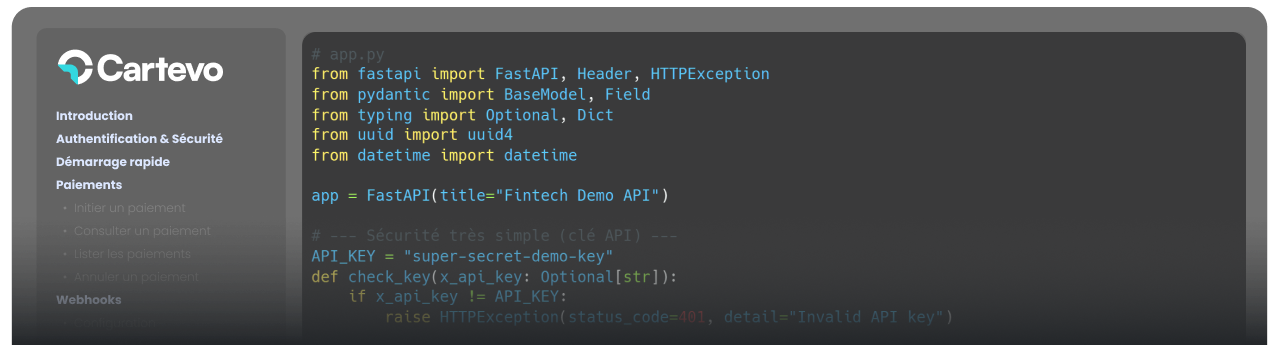 Cartevo
Introduction
Authentification & Sécurité
Démarrage rapide
Paiements
• Initier un paiement
• Consulter un paiement
• Lister les paiements
• Annuler un paiement
Webhooks
# app.py
from fastapi import FastAPI, Header, HTTPException
from pydantic import BaseModel, Field
from typing import Optional, Dict
from uuid import uuid4
from datetime import datetime
app = FastAPI(title="Fintech Demo API")
# --- Sécurité très simple (clé API) ---
API_KEY = "super-secret-demo-key"
def check_key(x_api_key: Optional[str]):
if x_api_key != API_KEY:
raise HTTPException(status_code=401, detail="Invalid API key")